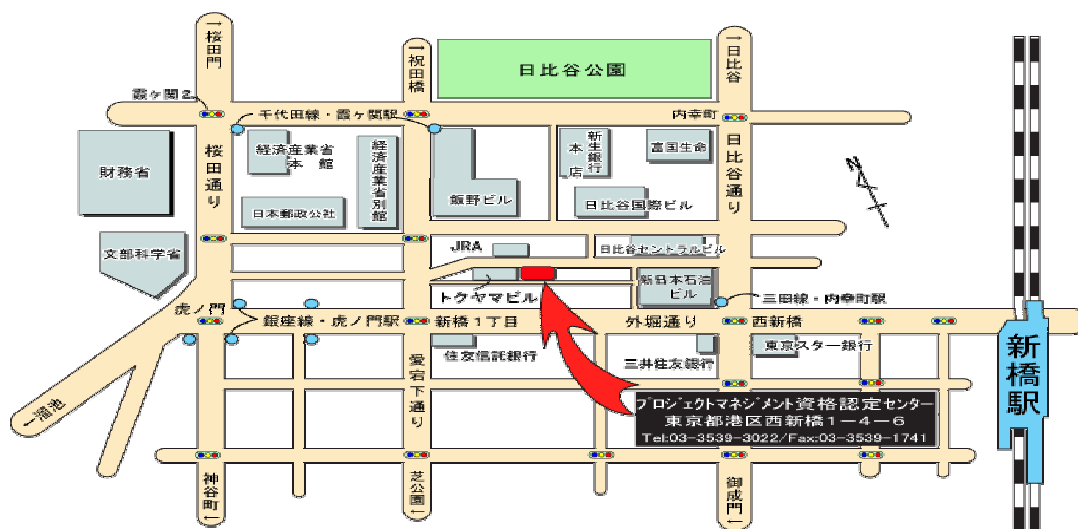 ↑桜田門
↑祝田橋
↑日比谷
日比谷公園
霞ヶ関2
千代田線・霞ヶ関駅
内幸町
財務省
桜田通り
経済産業省
本館
経済産業省別館
飯野ビル
新生銀行
本店
富国生命
日比谷通り
N
日本郵政公社
日比谷国際ビル
文部科学省
JRA
日比谷セントラルビル
トクヤマビル
新日本石油
ビル
三田線・内幸町駅
虎ノ門
銀座線・虎ノ門駅
新橋1丁目
外堀通り
西新橋
新橋駅
愛宕下通り
住友信託銀行
三井住友銀行
東京スター銀行
←溜池
プロジェクトマネジメント資格認定センター
東京都港区西新橋1-4-6
Tel:03-3539-3022/Fax:03-3539-1741
神谷町↓
芝公園↓
御成門↓